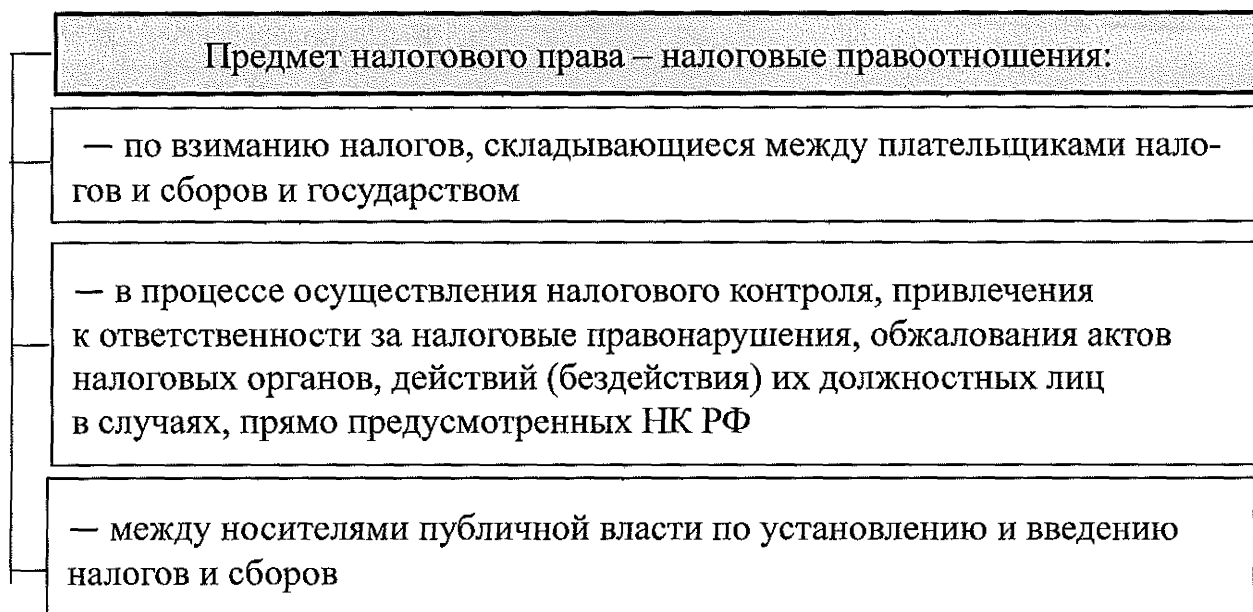 Предмет налогового права – налоговые правоотношения:
— по взиманию налогов, складывающиеся между плательщиками нало-
гов и сборов и государством
— в процессе осуществления налогового контроля, привлечения
к ответственности за налоговые правонарушения, обжалования актов
налоговых органов, действий (бездействия) их должностных лиц
в случаях, прямо предусмотренных НК РФ
— между носителями публичной власти по установлению и введению
налогов и сборов